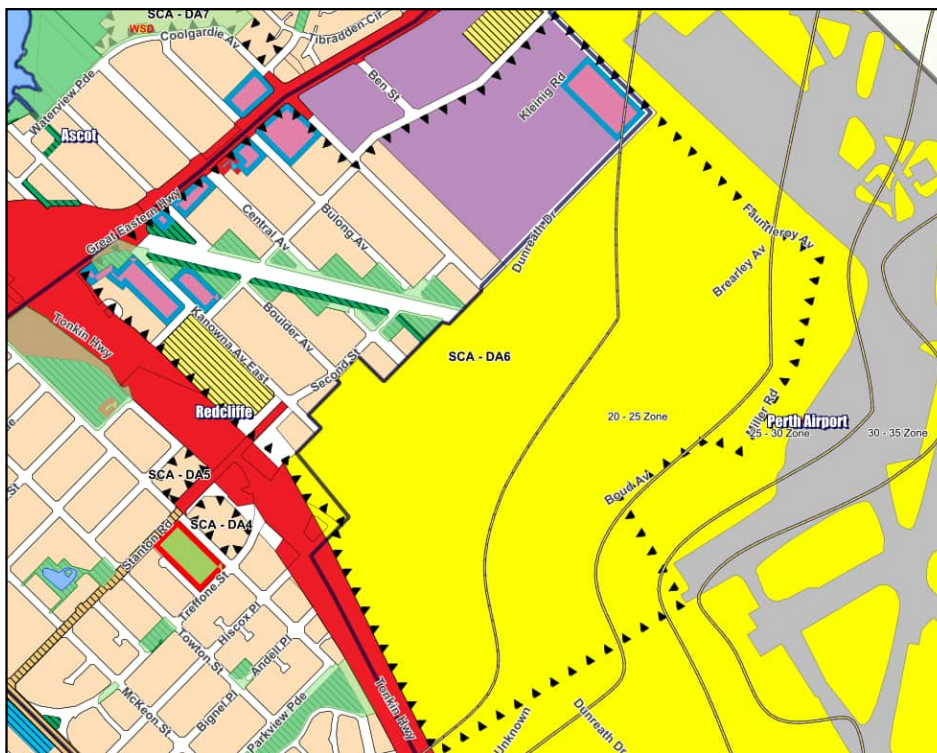 SCA - DA7
WSD
Coolgardie Av
Tibradden Cir
Waterview Pde
Ben St
Kleinig Rd
Ascot
Great Eastern Hwy
Central Av
Bulong Av
Dunreath Dr
Fauntleroy Av
Brearley Av
Tonkin Hwy
Kanowna Av East
Boulder Av
Second St
SCA - DA6
Redcliffe
20 - 25 Zone
Miller Rd
Perth Airport
25 - 30 Zone
30 - 35 Zone
SCA - DA5
Boud Av
St
SCA - DA4
Stanton Rd
Treffone St
Hiscox Pl
Towton St
Andell Pl
McKeon St
Bignel Pl
Parkview Pde
Tonkin Hwy
Unknown
Dunreath Dr